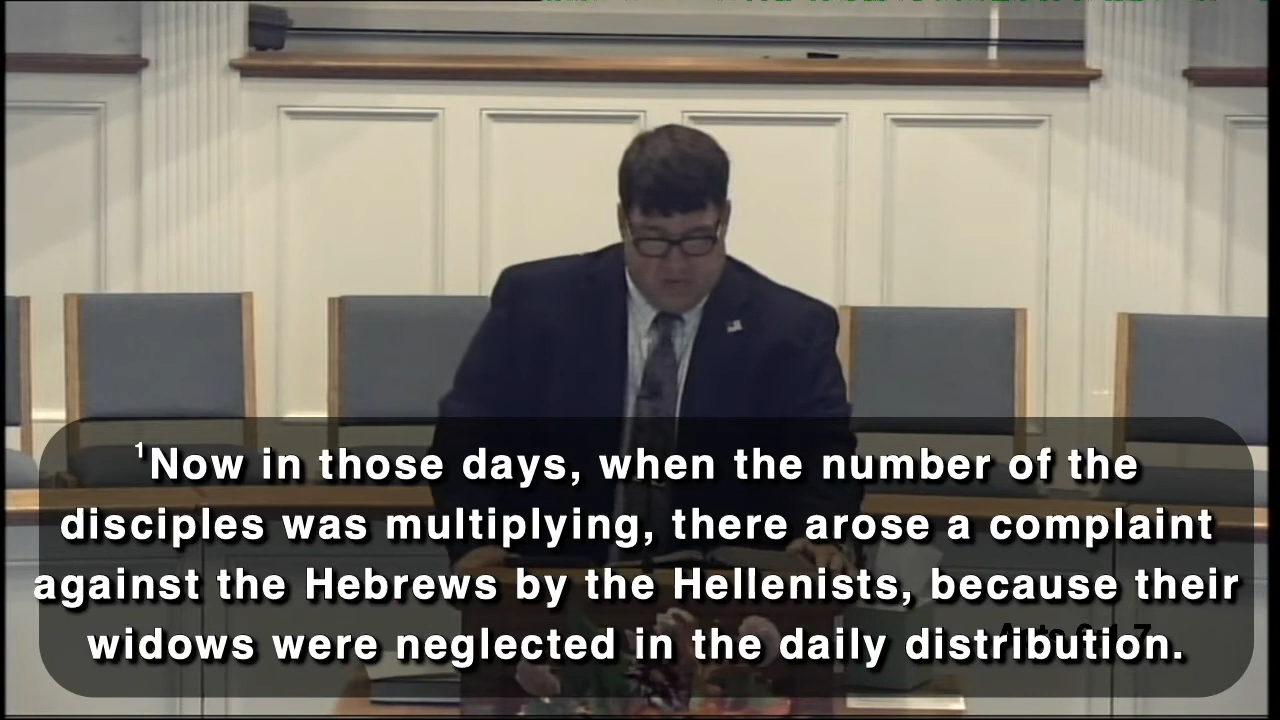 ¹Now in those days, when the number of the
disciples was multiplying, there arose a complaint
against the Hebrews by the Hellenists, because their
widows were neglected in the daily distribution.